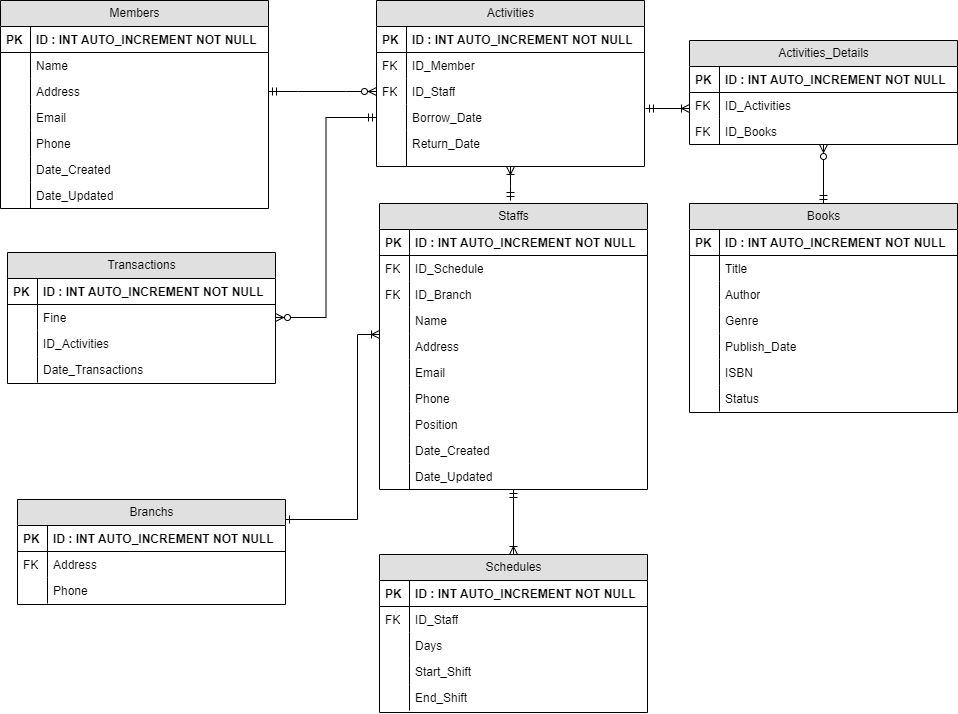 Members
PK ID : INT AUTO_INCREMENT NOT NULL
Name
Address
Email
Phone
Date_Created
Date_Updated
Activities
PK ID : INT AUTO_INCREMENT NOT NULL
FK ID_Member
FK ID_Staff
Borrow_Date
Return_Date
Activities_Details
PK ID : INT AUTO_INCREMENT NOT NULL
FK ID_Activities
FK ID_Books
Transactions
PK ID : INT AUTO_INCREMENT NOT NULL
Fine
ID_Activities
Date_Transactions
Staffs
PK ID : INT AUTO_INCREMENT NOT NULL
FK ID_Schedule
FK ID_Branch
Name
Address
Email
Phone
Position
Date_Created
Date_Updated
Books
PK ID : INT AUTO_INCREMENT NOT NULL
Title
Author
Genre
Publish_Date
ISBN
Status
Branchs
PK ID : INT AUTO_INCREMENT NOT NULL
FK Address
Phone
Schedules
PK ID : INT AUTO_INCREMENT NOT NULL
FK ID_Staff
Days
Start_Shift
End_Shift